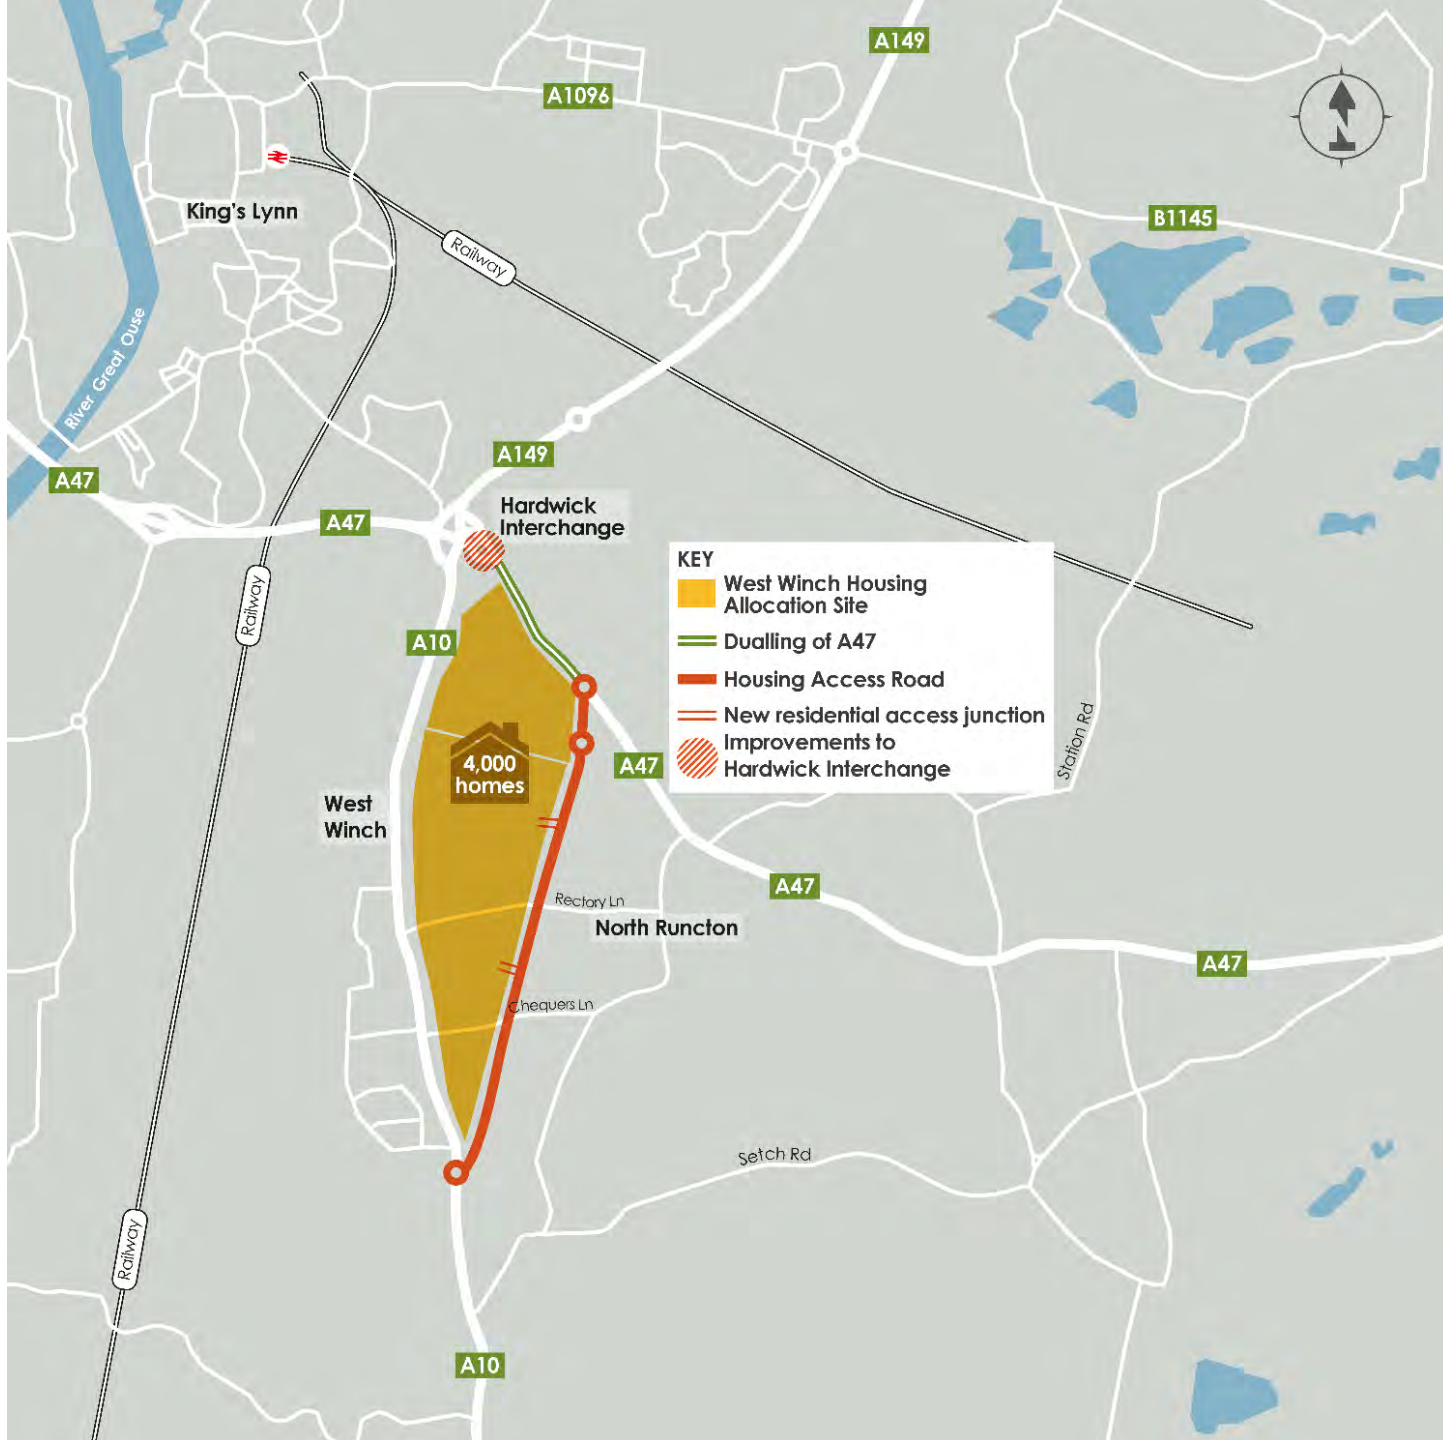 A149
A1096
B1145
King's Lynn
Railway
River Great Ouse
A149
A47
A47
Hardwick
Interchange
KEY
West Winch Housing
Allocation Site
Dualling of A47
Housing Access Road
New residential access junction
Improvements to
Hardwick Interchange
Railway
A10
Station Rd
4,000
homes
A47
West
Winch
A47
Rectory Ln
North Runcton
A47
Chequers Ln
Setch Rd
Railway
A10